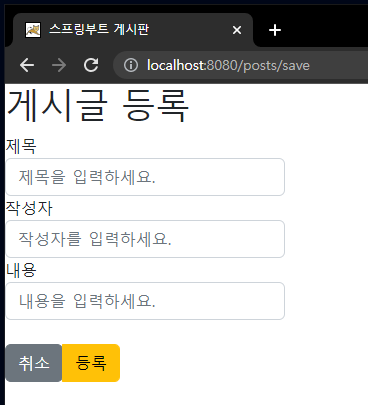 스프링부트 게시판
localhost:8080/posts/save
게시글 등록
제목
제목을 입력하세요.
작성자
작성자를 입력하세요.
내용
내용을 입력하세요.
취소 등록